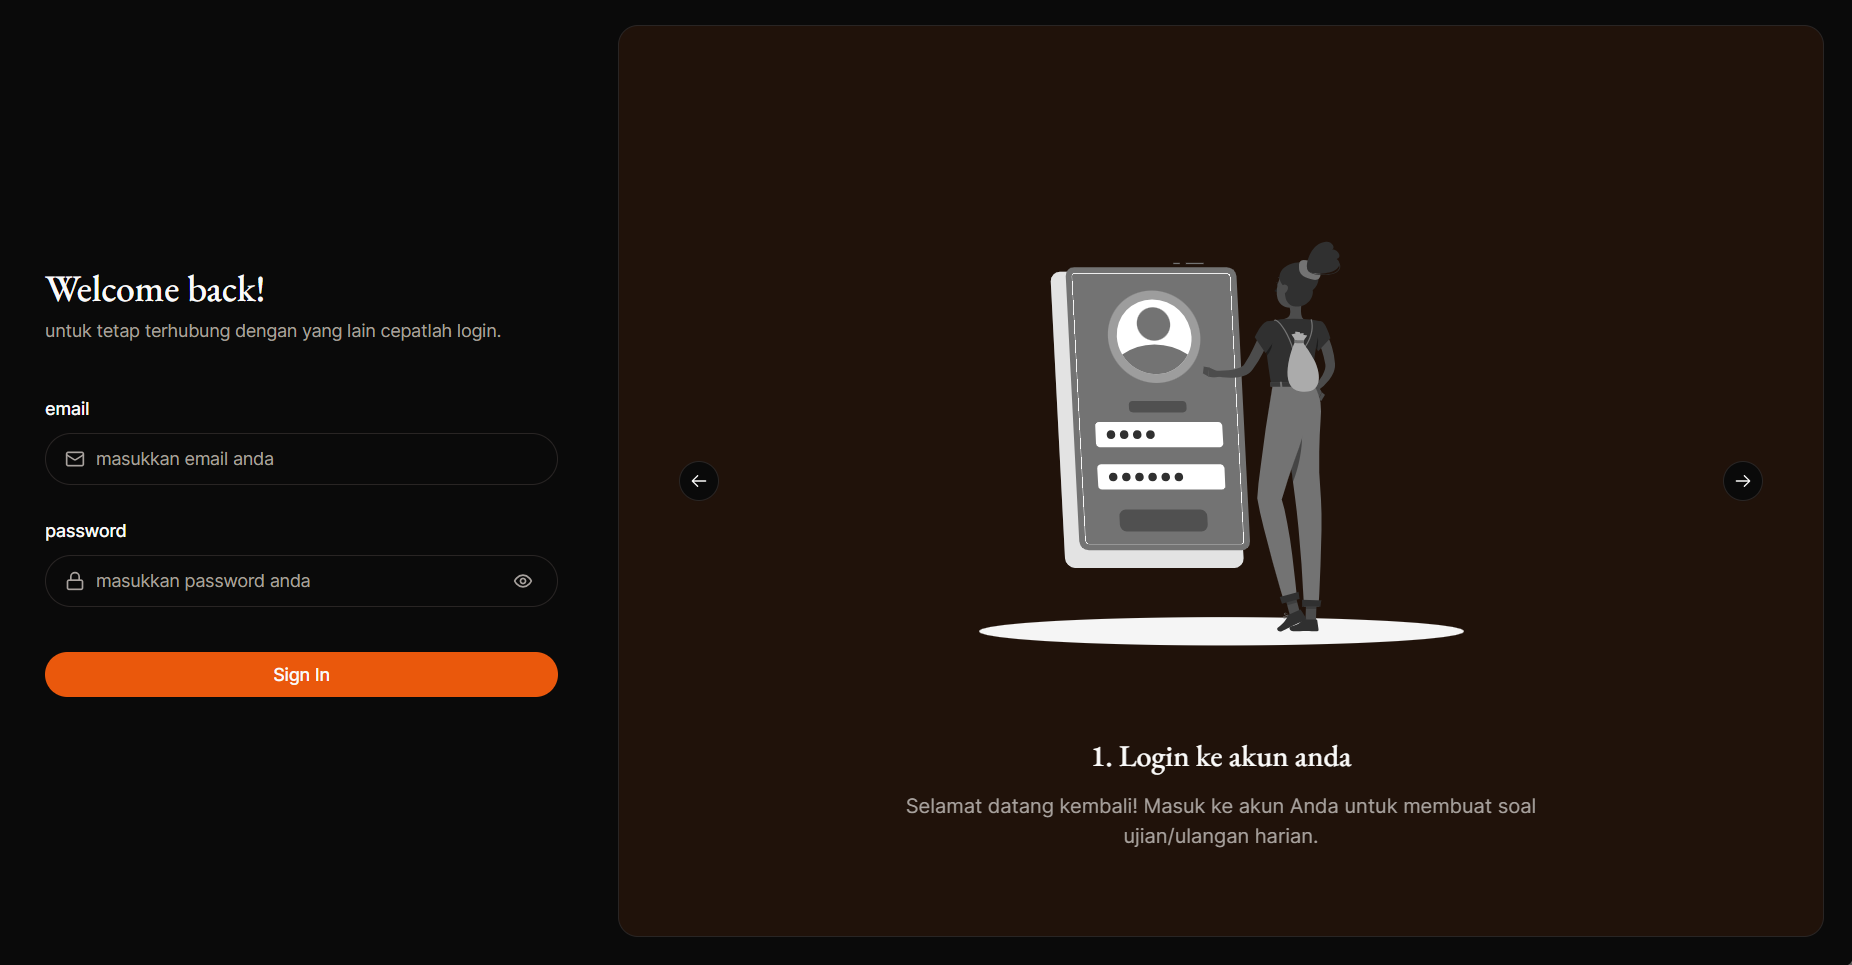 Welcome back!
untuk tetap terhubung dengan yang lain cepatlah login.
email
masukkan email anda
password
masukkan password anda
Sign In
1. Login ke akun anda
Selamat datang kembali! Masuk ke akun Anda untuk membuat soal
ujian/ulangan harian.